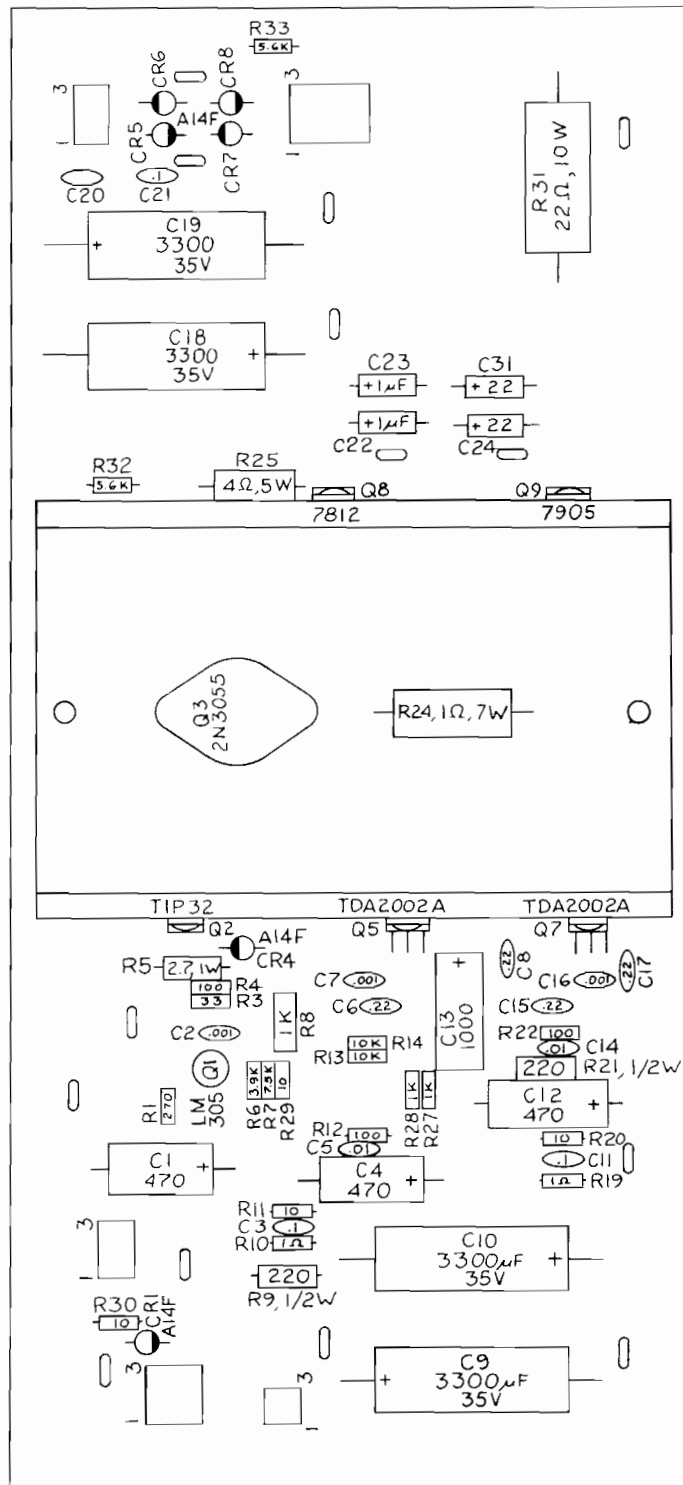 R33
5.6K
CR6
CR8
3
3
A14F
CR5
CR7
1
1
C20
.1
C21
R31
22Ω, 10W
C19
+ 3300
35V
C18
3300 +
35V
C23
C31
+1µF
+22
+1µF
+22
C22
C24
R32
R25
5.6K
4Ω, 5W
Q8
Q9
7812
7905
Q3
2N3055
R24, 1Ω, 7W
TIP32
TDA2002A
TDA2002A
Q2
Q5
Q7
A14F
CR4
R5
2.7, 1W
100
R4
33
R3
C7
.001
C6
.22
.22
C8
C16
.001
.22
C17
C15
.22
1K
R8
+
C13
1000
C2
.001
10K
R14
R13
10K
R22
100
.01
C14
220
R21, 1/2W
Q1
LM
305
R1
270
3.9K
7.5K
10
R6
R7
R29
1K
1K
R28
R27
C12
470 +
R12
100
C5
.01
10
R20
.1
C11
1Ω
R19
C1
470 +
C4
470 +
R11
10
C3
.1
R10
1Ω
220
R9, 1/2W
3
1
C10
3300µF +
35V
R30
10
CR1
A14F
3
1
3
1
C9
+ 3300µF
35V